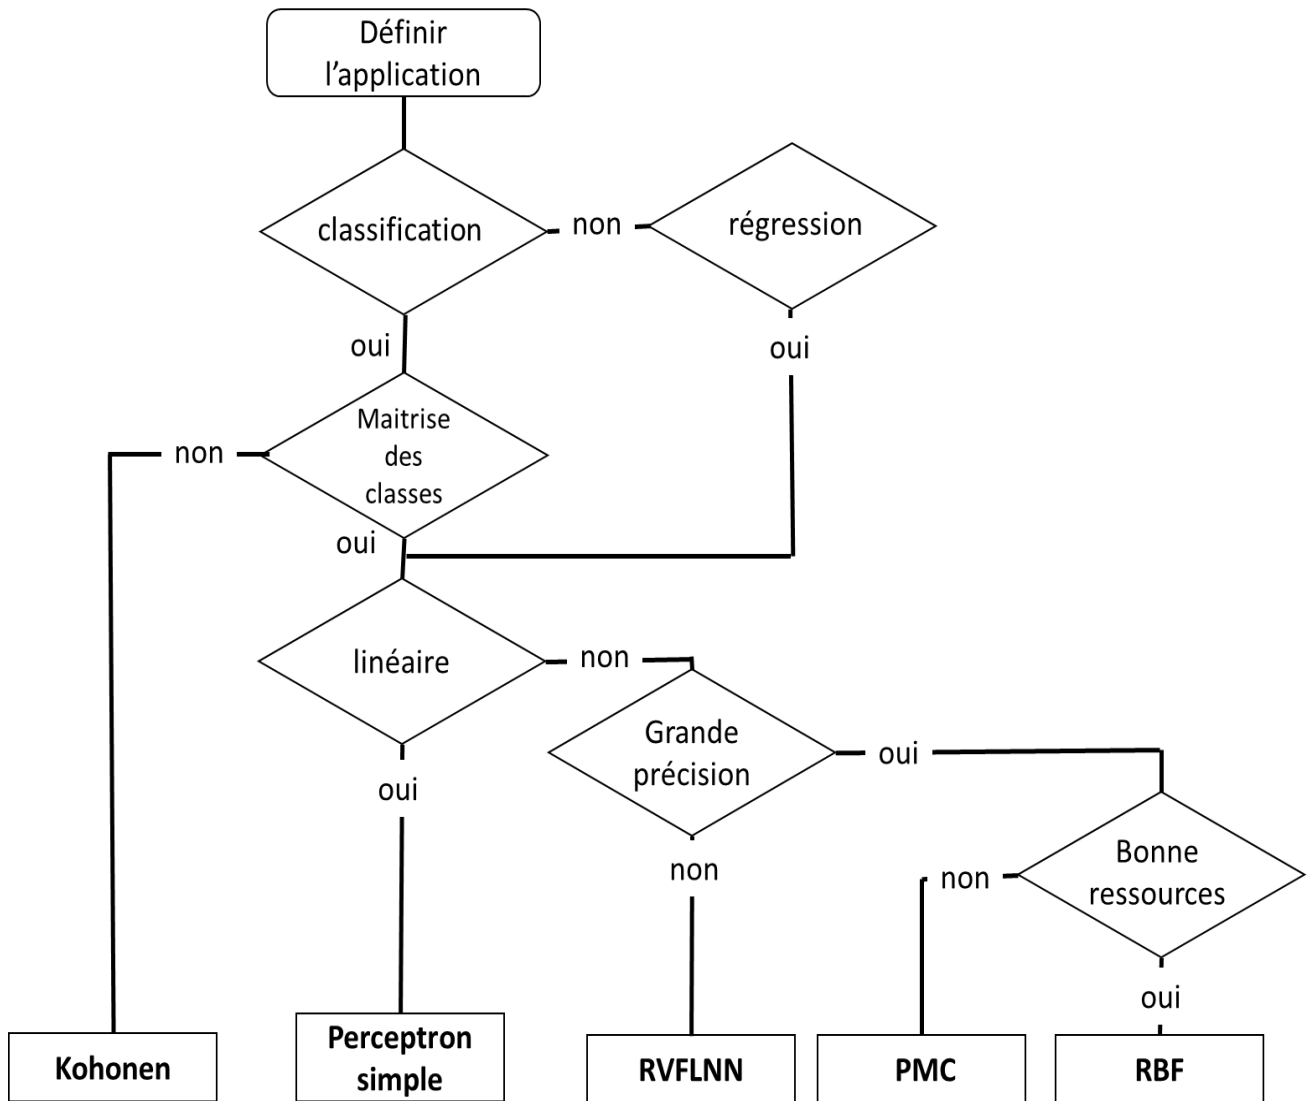 Définir
l'application
classification
non
régression
oui
oui
Maitrise
des
classes
non
oui
linéaire
non
Grande
précision
oui
oui
non
Bonne
ressources
non
oui
Kohonen
Perceptron
simple
RVFLNN
PMC
RBF